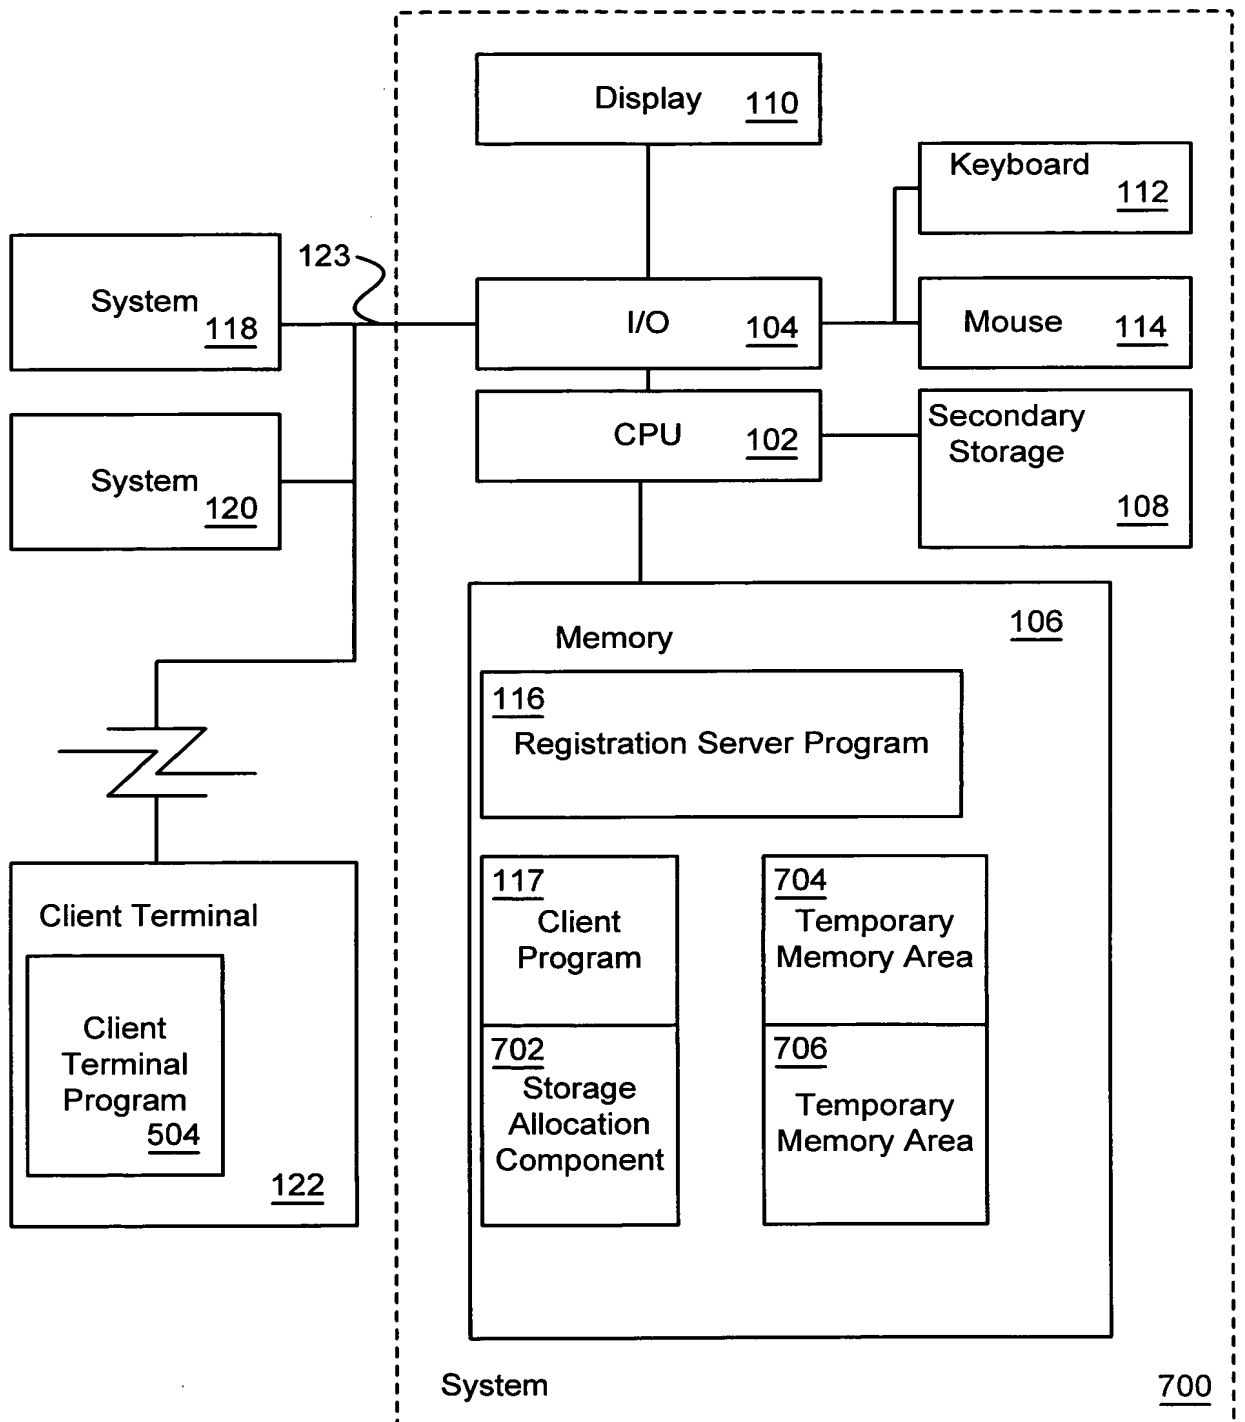 Display 110
Keyboard
112
123
System
118
I/O 104
Mouse 114
CPU 102
Secondary
Storage
108
System
120
Memory
106
116
Registration Server Program
117
Client
Program
704
Temporary
Memory Area
702
Storage
Allocation
Component
706
Temporary
Memory Area
Client Terminal
Client
Terminal
Program
504
122
System
700